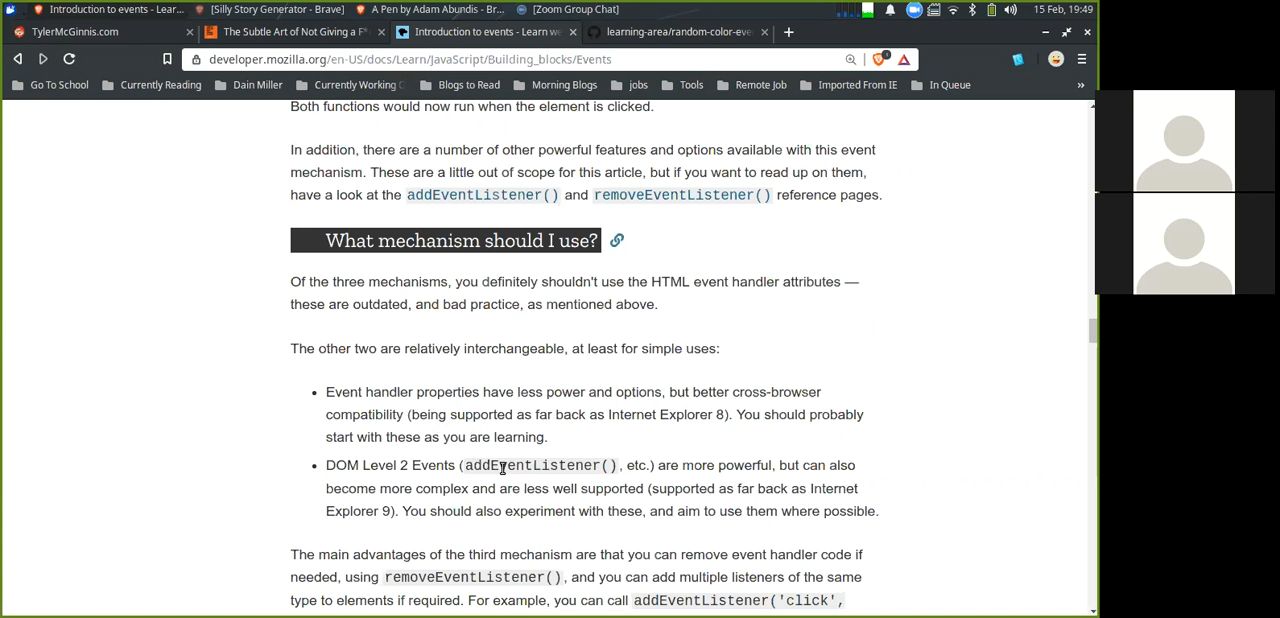 Introduction to events - Lear...
[Silly Story Generator - Brave]
A Pen by Adam Abundis - Br...
[Zoom Group Chat]
15 Feb, 19:49
TylerMcGinnis.com
The Subtle Art of Not Giving a F*
Introduction to events - Learn we
learning-area/random-color-eve
developer.mozilla.org/en-US/docs/Learn/JavaScript/Building_blocks/Events
1
Go To School
Currently Reading
Dain Miller
Currently Working
Blogs to Read
Morning Blogs
jobs
Tools
Remote Job
Imported From IE
In Queue
»
Both functions would now run when the element is clicked.
In addition, there are a number of other powerful features and options available with this event
mechanism. These are a little out of scope for this article, but if you want to read up on them,
have a look at the addEventListener() and removeEventListener() reference pages.
What mechanism should I use?
Of the three mechanisms, you definitely shouldn't use the HTML event handler attributes —
these are outdated, and bad practice, as mentioned above.
The other two are relatively interchangeable, at least for simple uses:
• Event handler properties have less power and options, but better cross-browser
compatibility (being supported as far back as Internet Explorer 8). You should probably
start with these as you are learning.
• DOM Level 2 Events (addEventListener(), etc.) are more powerful, but can also
become more complex and are less well supported (supported as far back as Internet
Explorer 9). You should also experiment with these, and aim to use them where possible.
The main advantages of the third mechanism are that you can remove event handler code if
needed, using removeEventListener(), and you can add multiple listeners of the same
type to elements if required. For example, you can call addEventListener('click',